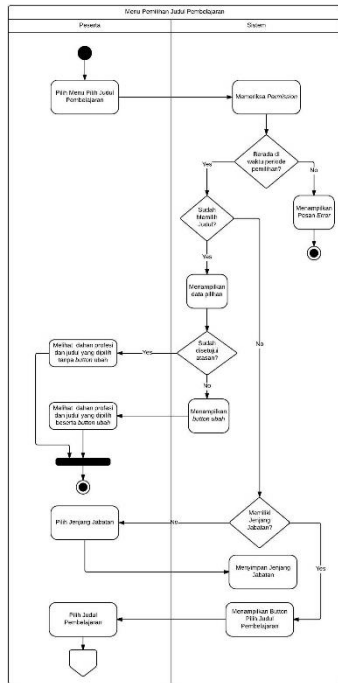 Menu Pemilihan Judul Pembelajaran
Peserta
Sistem
Pilih Menu Pilih Judul
Pembelajaran
Memeriksa Permission
Berada di
waktu periode
pemilihan?
Yes
No
Menampilkan
Pesan Error
Sudah
Memilih
Judul?
Yes
No
Menampilkan
data pilihan
Sudah
disetujui
atasan?
Yes
Melihat dahan profesi
dan judul yang dipilih
tanpa button ubah
No
Menampilkan
button ubah
Melihat dahan profesi
dan judul yang dipilih
beserta button ubah
Memiliki
Jenjang
Jabatan?
No
Pilih Jenjang Jabatan
Menyimpan Jenjang
Jabatan
Yes
Menampilkan Button
Pilih Judul
Pembelajaran
Pilih Judul
Pembelajaran